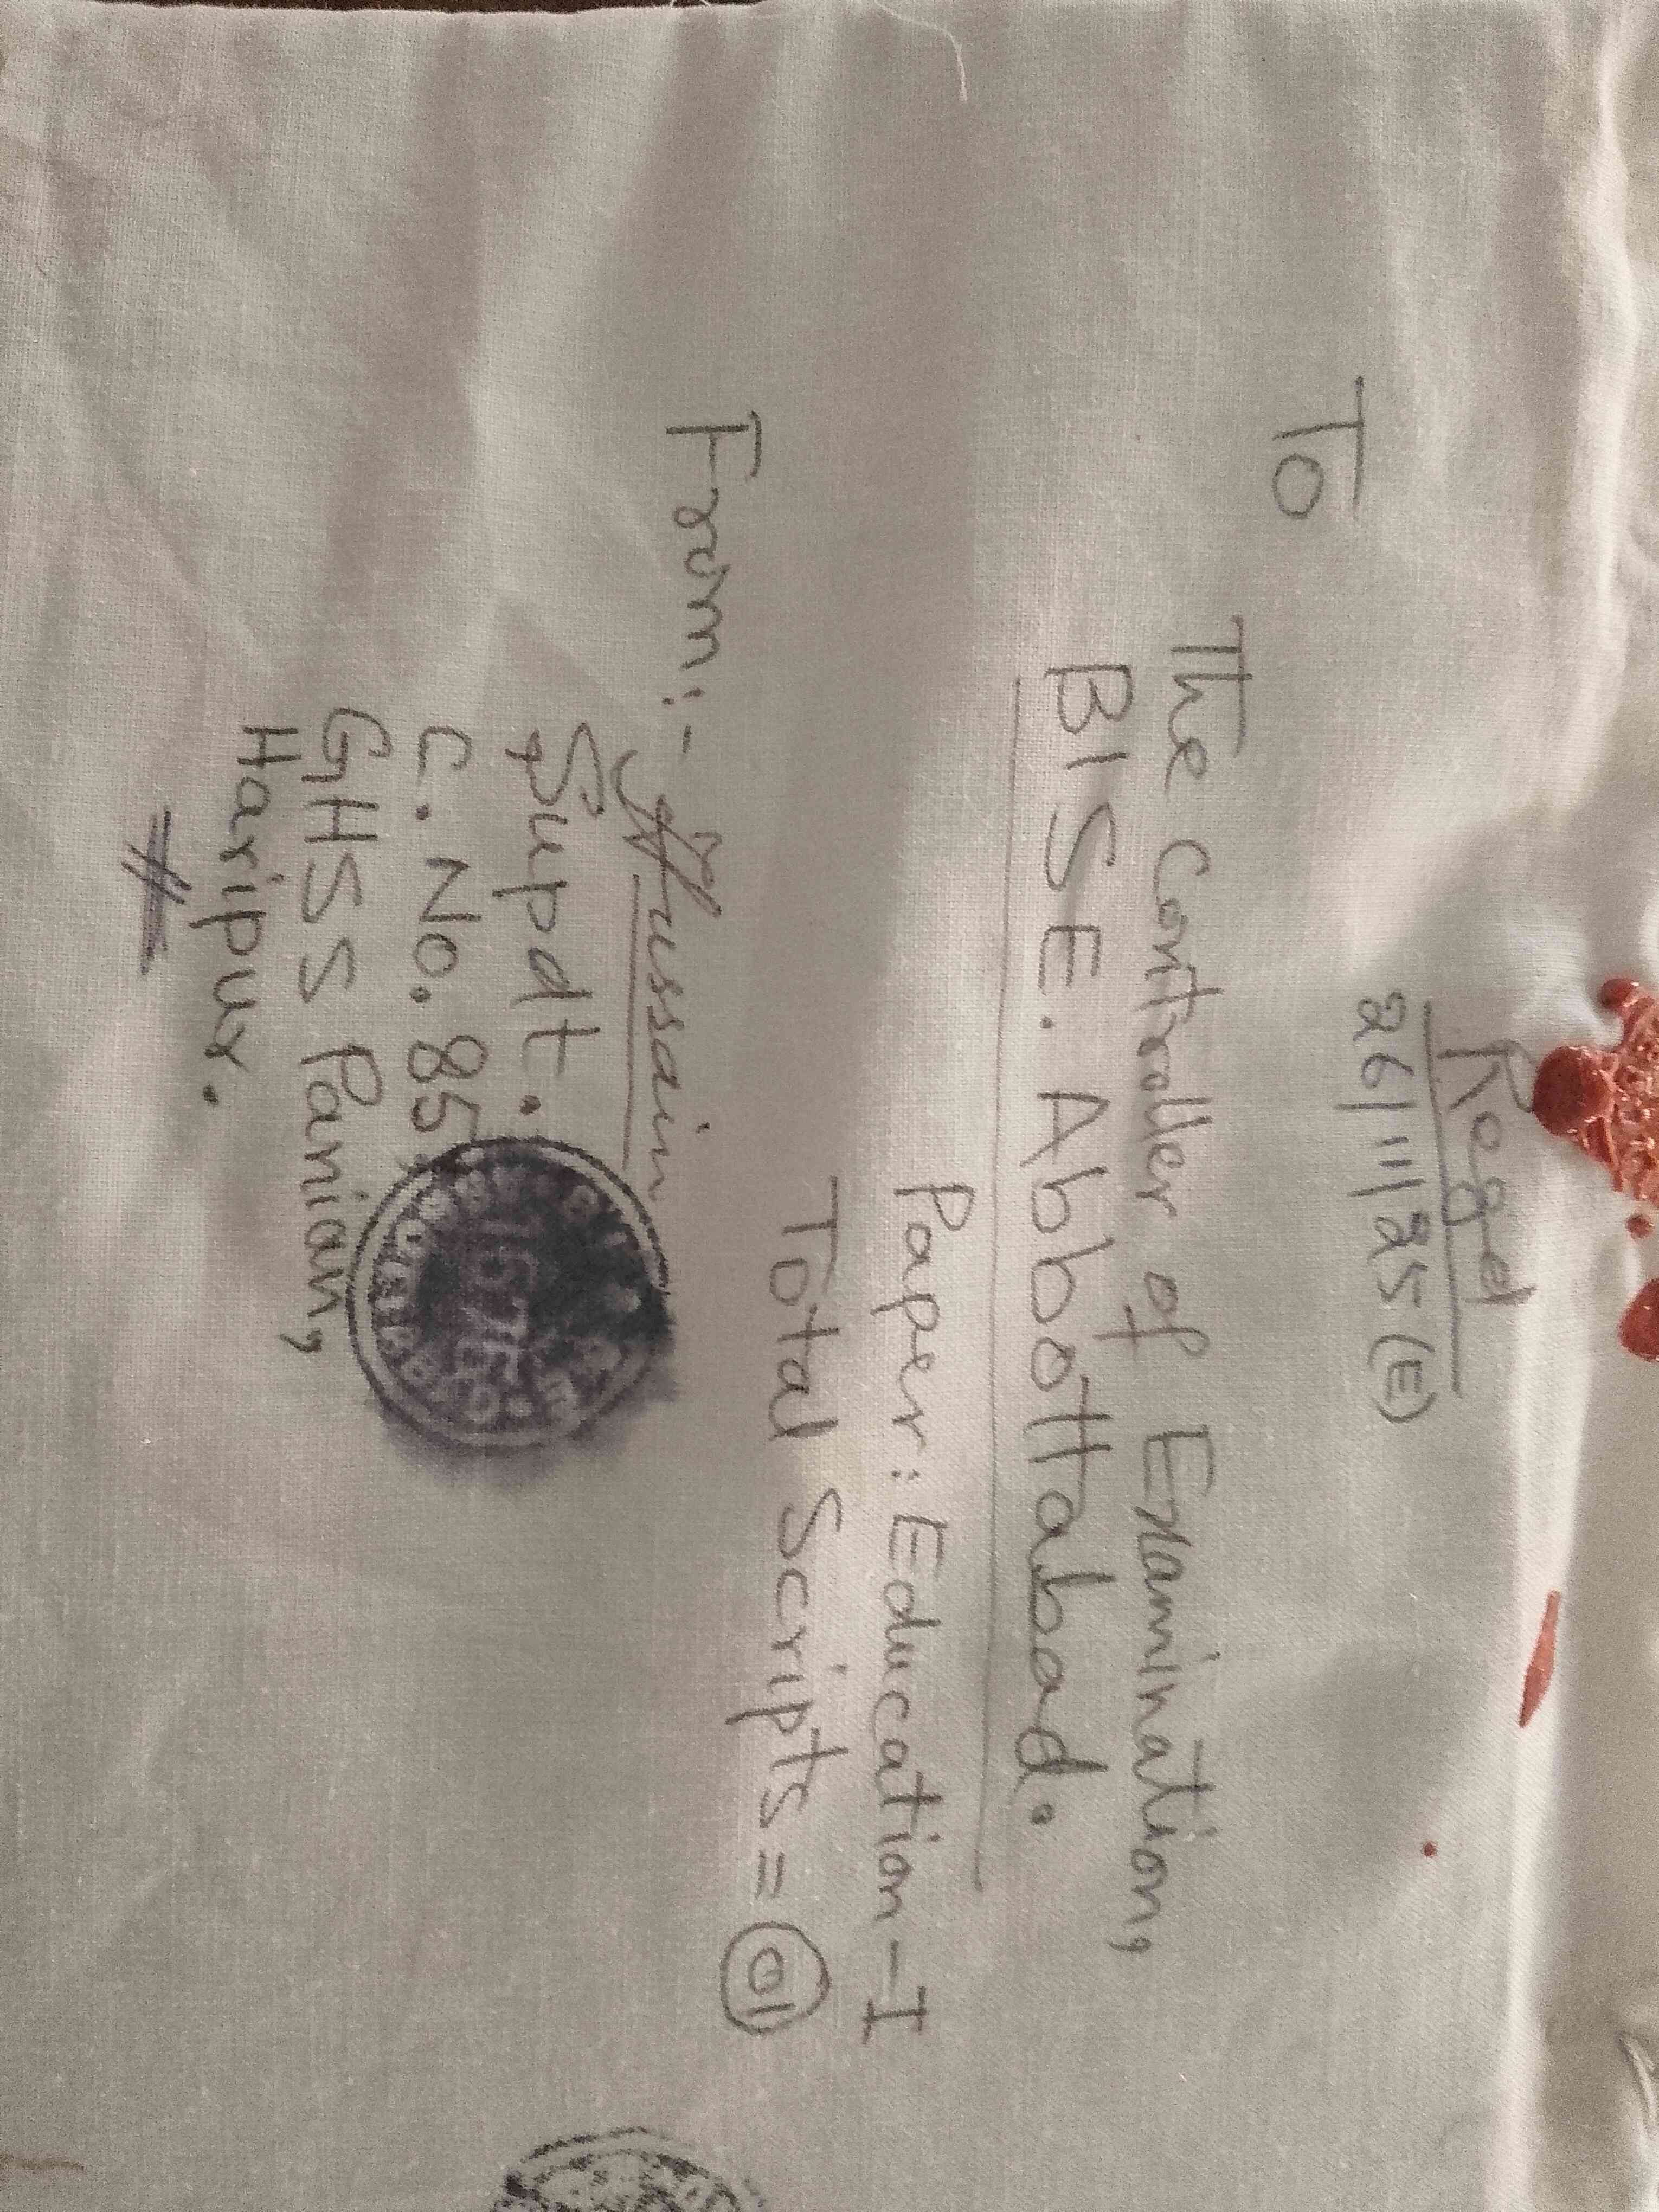 Reged
26/11/25 (E)
To
The Controller of Examination,
BISE. Abbottabad.
Paper: Education-I
Total Scripts = 01
From:- Hussain
Supdt.
C. No. 85,
GHSS Panian,
Haripur.